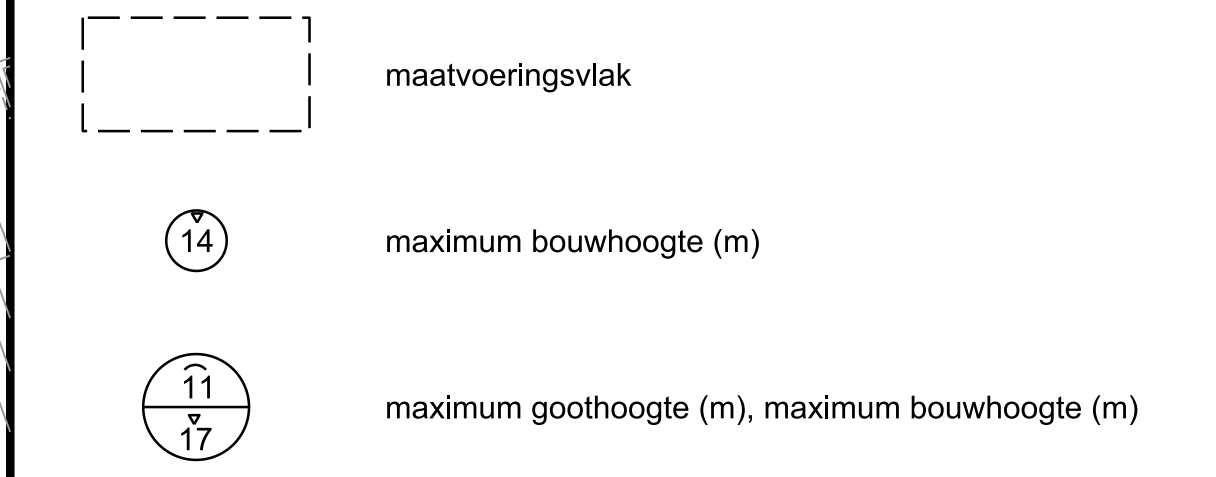 maatvoeringsvlak
14 maximum bouwhoogte (m)
11
17
maximum goothoogte (m), maximum bouwhoogte (m)